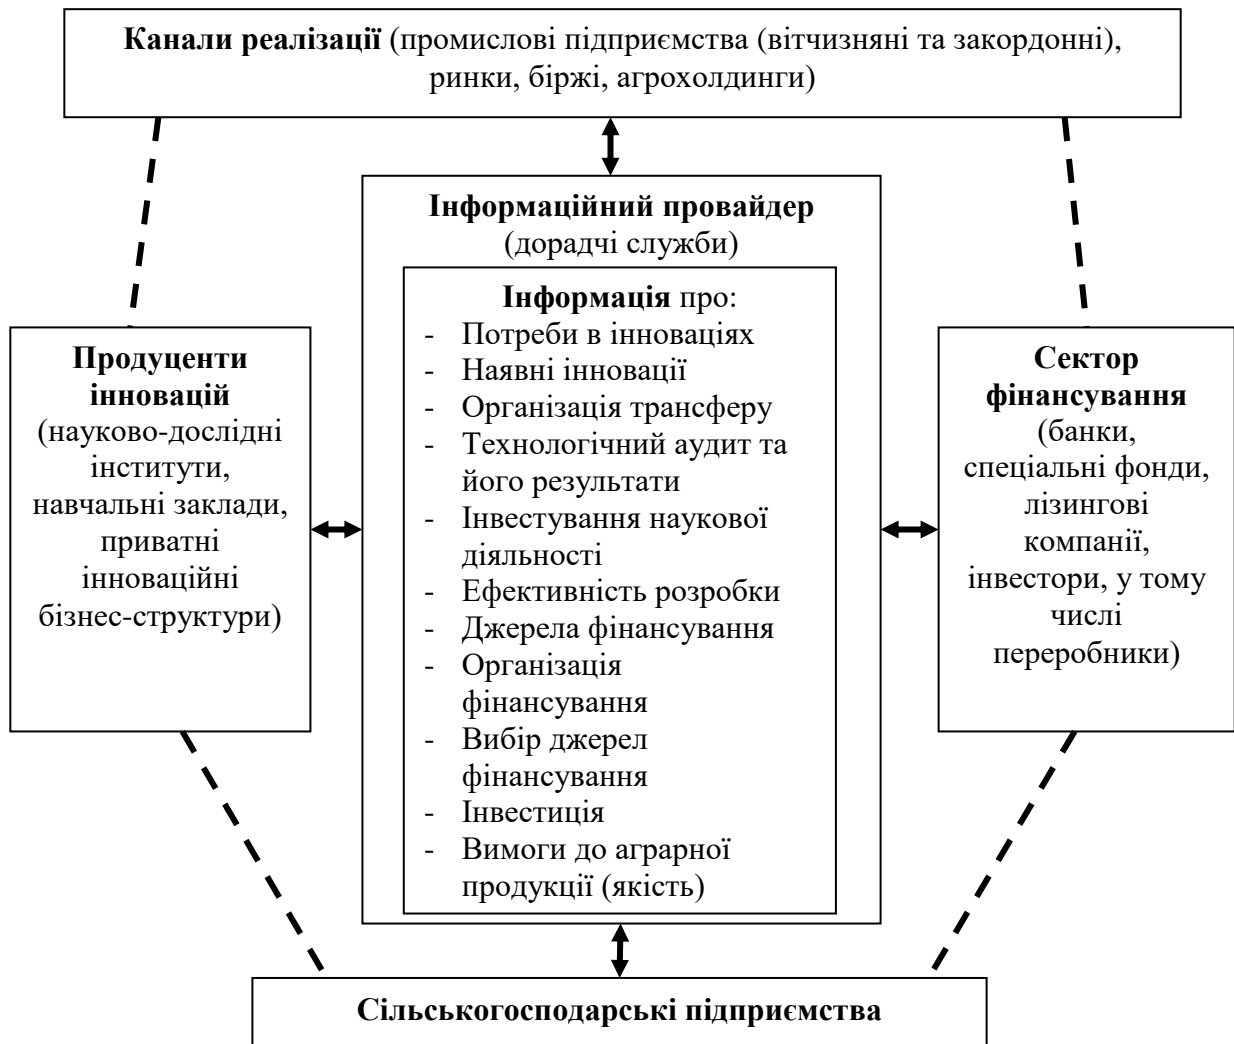 Канали реалізації (промислові підприємства (вітчизняні та закордонні),
ринки, біржі, агрохолдинги)
Інформаційний провайдер
(дорадчі служби)
Інформація про:
- Потреби в інноваціях
- Наявні інновації
- Організація трансферу
- Технологічний аудит та
його результати
- Інвестування наукової
діяльності
- Ефективність розробки
- Джерела фінансування
- Організація
фінансування
- Вибір джерел
фінансування
- Інвестиція
- Вимоги до аграрної
продукції (якість)
Продуценти
інновацій
(науково-дослідні
інститути,
навчальні заклади,
приватні
інноваційні
бізнес-структури)
Сектор
фінансування
(банки,
спеціальні фонди,
лізингові
компанії,
інвестори, у тому
числі
переробники)
Сільськогосподарські підприємства